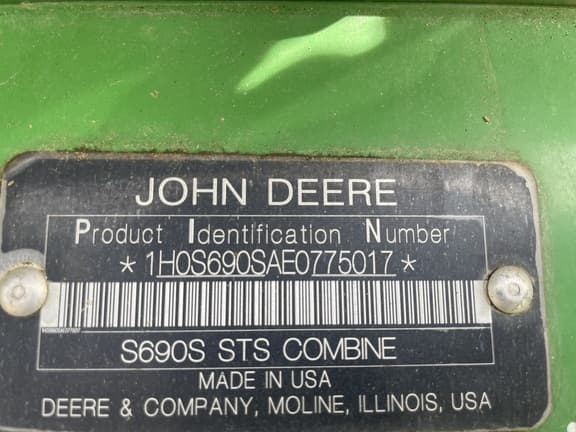 JOHN DEERE
Product Identification Number
*1H0S690SAE0775017*
S690S STS COMBINE
MADE IN USA
DEERE & COMPANY, MOLINE, ILLINOIS, USA